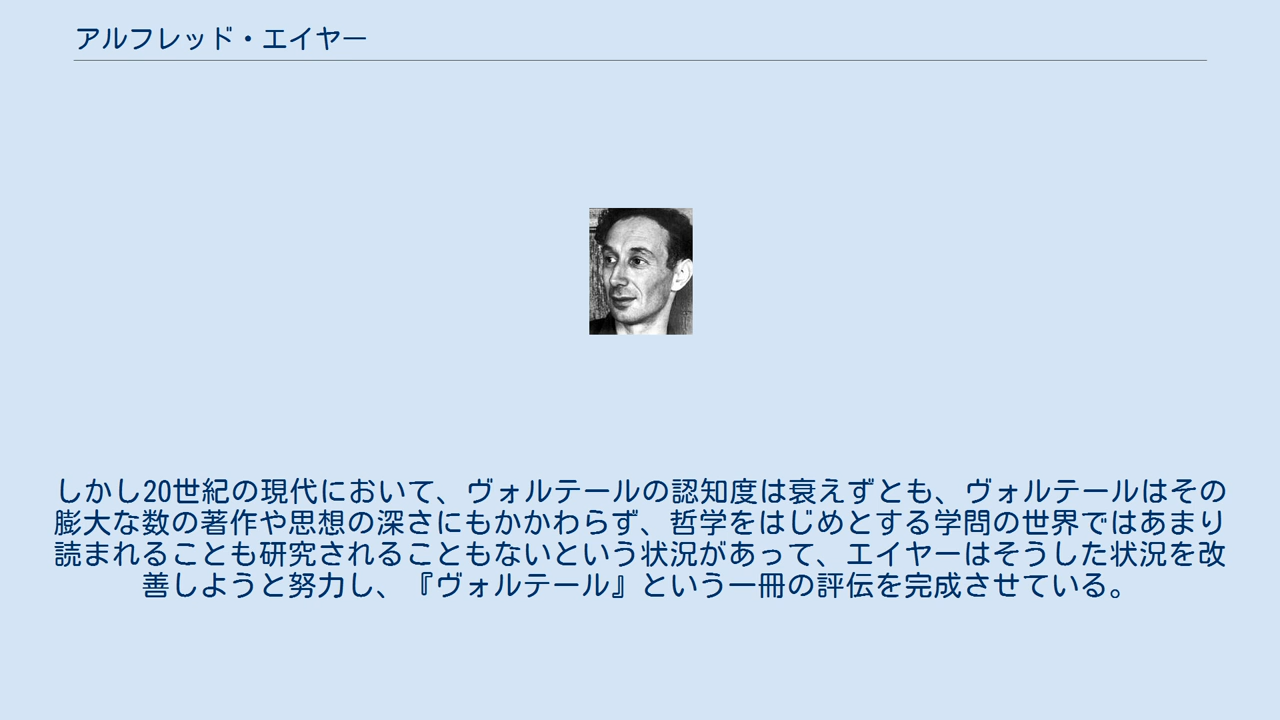 アルフレッド・エイヤー
しかし20世紀の現代において、ヴォルテールの認知度は衰えずとも、ヴォルテールはその
膨大な数の著作や思想の深さにもかかわらず、哲学をはじめとする学問の世界ではあまり
読まれることも研究されることもないという状況があって、エイヤーはそうした状況を改
善しようと努力し、『ヴォルテール』という一冊の評伝を完成させている。